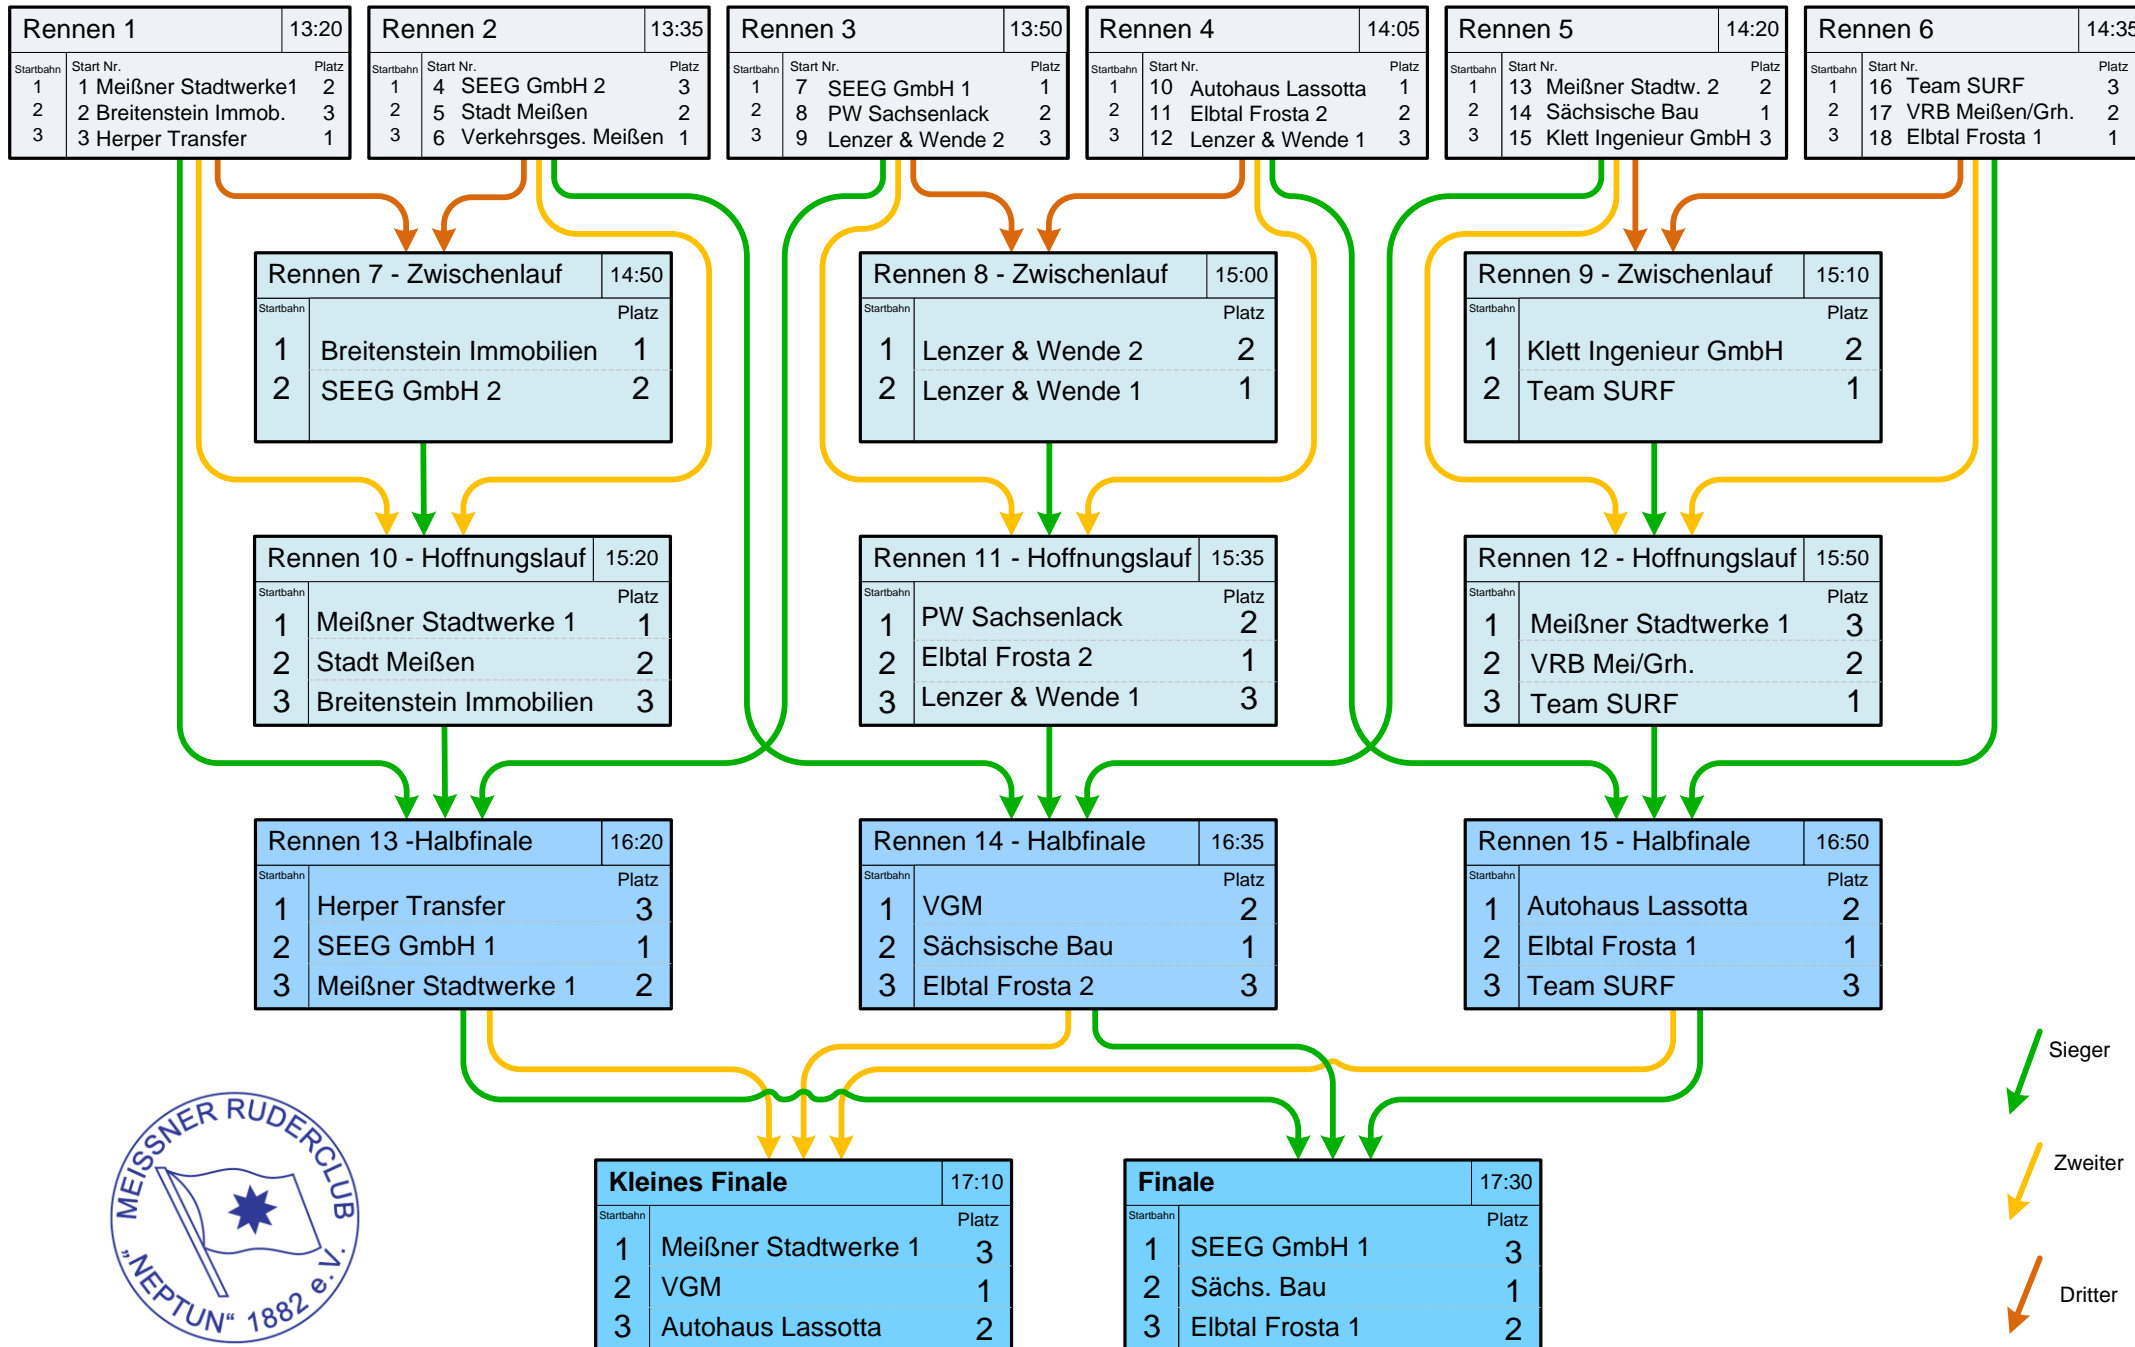 Rennen 1 13:20
Startbahn Start Nr. Platz
1 1 Meißner Stadtwerke1 2
2 2 Breitenstein Immob. 3
3 3 Herper Transfer 1
Rennen 2 13:35
Startbahn Start Nr. Platz
1 4 SEEG GmbH 2 3
2 5 Stadt Meißen 2
3 6 Verkehrsges. Meißen 1
Rennen 3 13:50
Startbahn Start Nr. Platz
1 7 SEEG GmbH 1 1
2 8 PW Sachsenlack 2
3 9 Lenzer & Wende 2 3
Rennen 4 14:05
Startbahn Start Nr. Platz
1 10 Autohaus Lassotta 1
2 11 Elbtal Frosta 2 2
3 12 Lenzer & Wende 1 3
Rennen 5 14:20
Startbahn Start Nr. Platz
1 13 Meißner Stadtw. 2 2
2 14 Sächsische Bau 1
3 15 Klett Ingenieur GmbH 3
Rennen 6 14:35
Startbahn Start Nr. Platz
1 16 Team SURF 3
2 17 VRB Meißen/Grh. 2
3 18 Elbtal Frosta 1 1
Rennen 7 - Zwischenlauf 14:50
Startbahn Platz
1 Breitenstein Immobilien 1
2 SEEG GmbH 2 2
Rennen 8 - Zwischenlauf 15:00
Startbahn Platz
1 Lenzer & Wende 2 2
2 Lenzer & Wende 1 1
Rennen 9 - Zwischenlauf 15:10
Startbahn Platz
1 Klett Ingenieur GmbH 2
2 Team SURF 1
Rennen 10 - Hoffnungslauf 15:20
Startbahn Platz
1 Meißner Stadtwerke 1 1
2 Stadt Meißen 2
3 Breitenstein Immobilien 3
Rennen 11 - Hoffnungslauf 15:35
Startbahn Platz
1 PW Sachsenlack 2
2 Elbtal Frosta 2 1
3 Lenzer & Wende 1 3
Rennen 12 - Hoffnungslauf 15:50
Startbahn Platz
1 Meißner Stadtwerke 1 3
2 VRB Mei/Grh. 2
3 Team SURF 1
Rennen 13 -Halbfinale 16:20
Startbahn Platz
1 Herper Transfer 3
2 SEEG GmbH 1 1
3 Meißner Stadtwerke 1 2
Rennen 14 - Halbfinale 16:35
Startbahn Platz
1 VGM 2
2 Sächsische Bau 1
3 Elbtal Frosta 2 3
Rennen 15 - Halbfinale 16:50
Startbahn Platz
1 Autohaus Lassotta 2
2 Elbtal Frosta 1 1
3 Team SURF 3
Sieger
Zweiter
Dritter
MEISSNER RUDERCLUB
„NEPTUN“ 1882 e.V.
Kleines Finale 17:10
Startbahn Platz
1 Meißner Stadtwerke 1 3
2 VGM 1
3 Autohaus Lassotta 2
Finale 17:30
Startbahn Platz
1 SEEG GmbH 1 3
2 Sächs. Bau 1
3 Elbtal Frosta 1 2